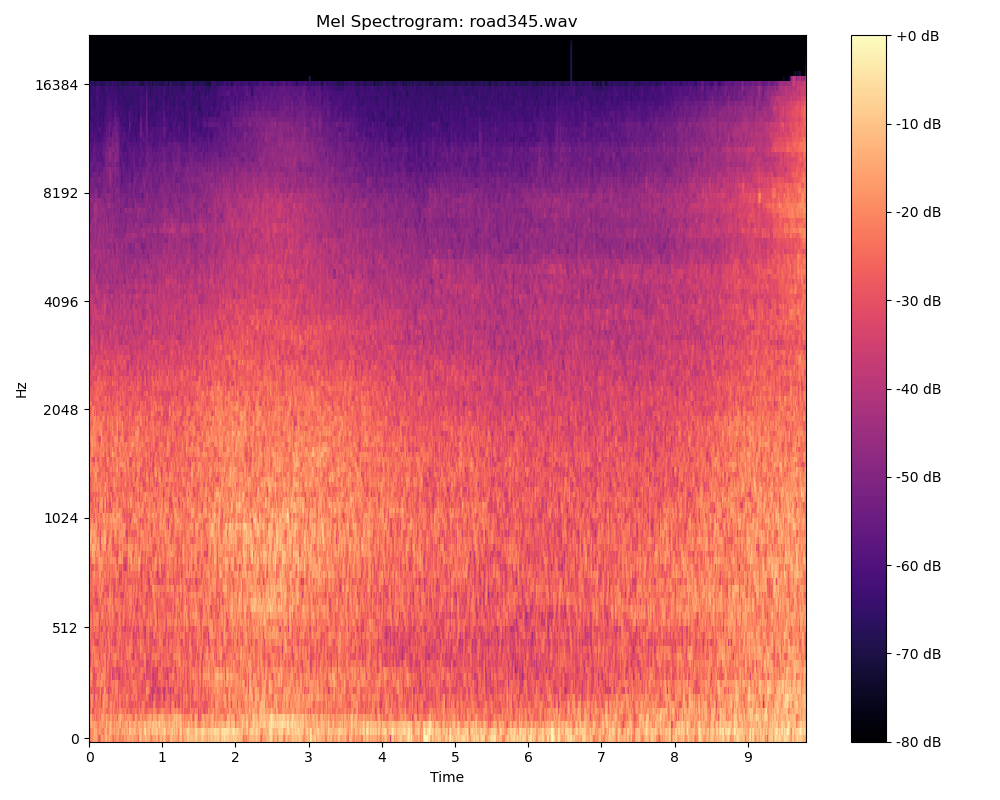 Mel Spectrogram: road345.wav
Hz
16384
8192
4096
2048
1024
512
0
0 1 2 3 4 5 6 7 8 9
Time
+0 dB
-10 dB
-20 dB
-30 dB
-40 dB
-50 dB
-60 dB
-70 dB
-80 dB